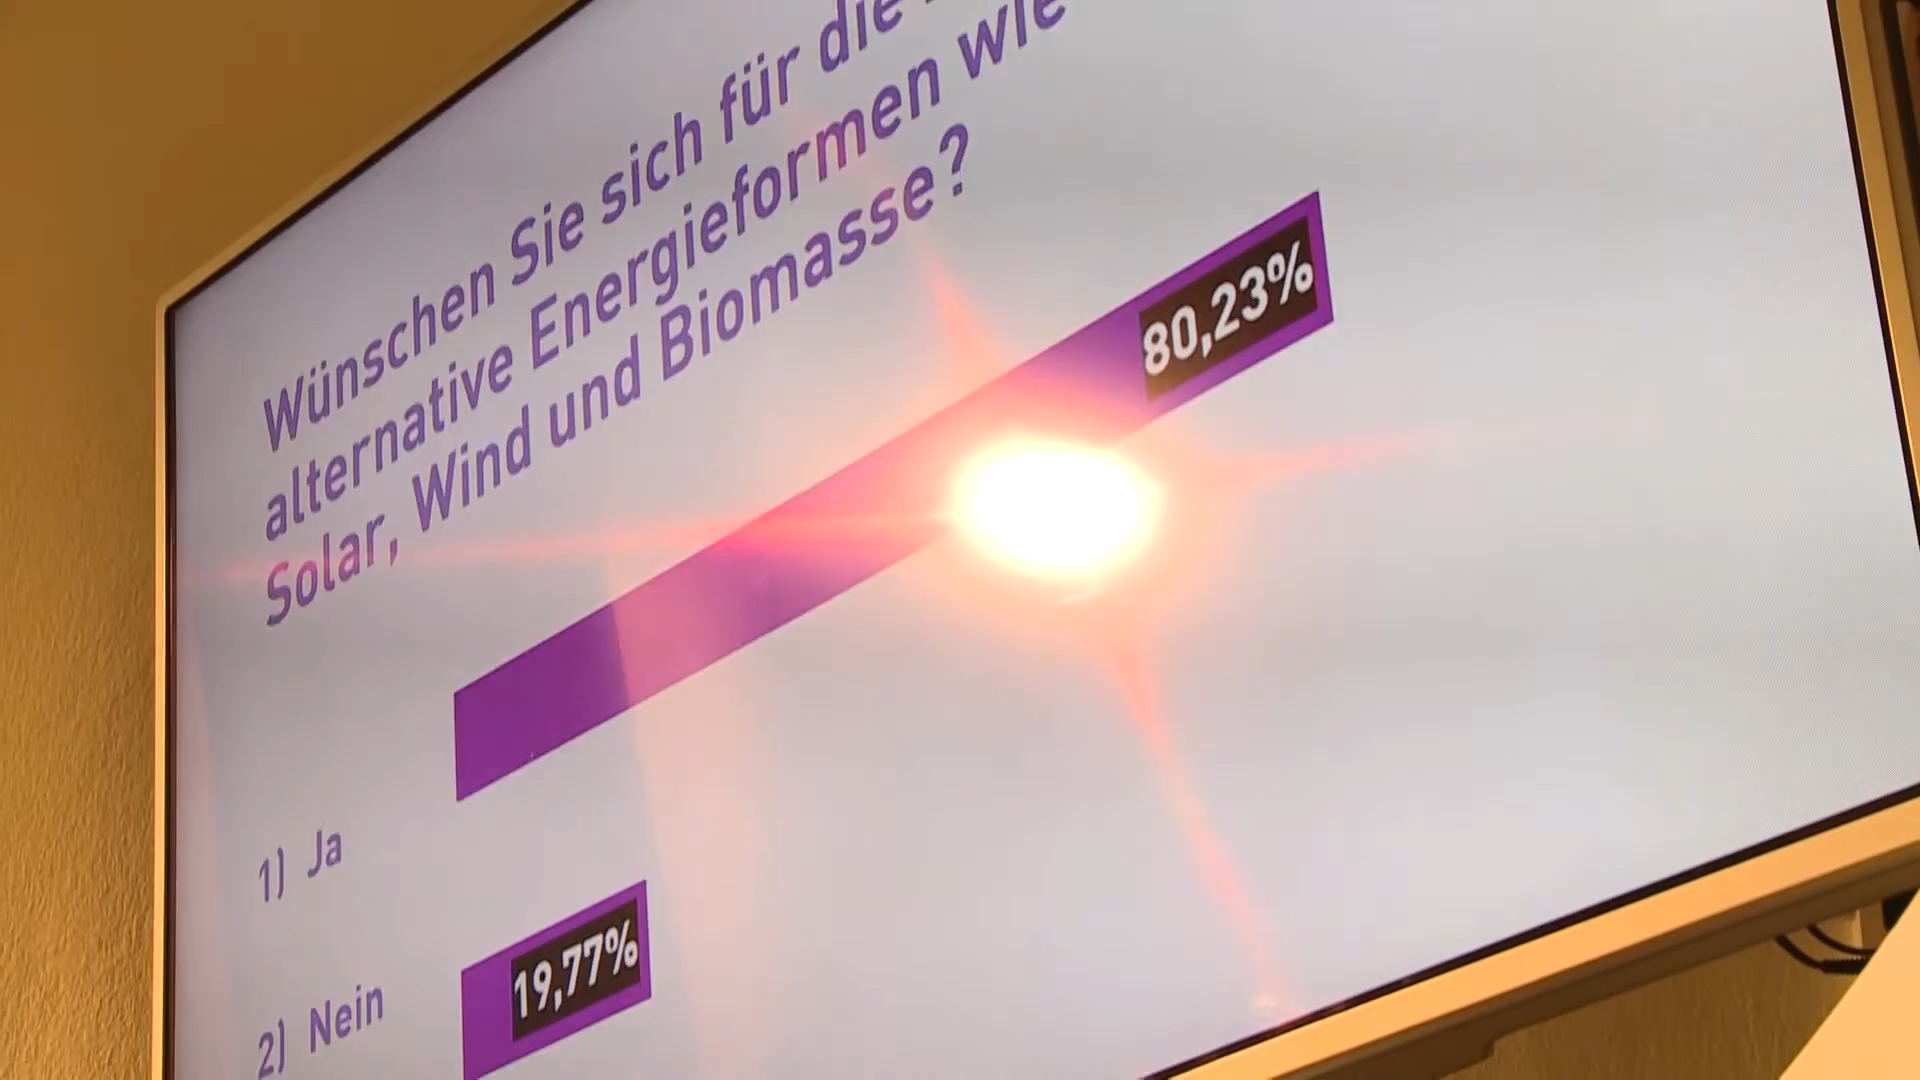 Wünschen Sie sich für die
alternative Energieformen wie
Solar, Wind und Biomasse?
80,23%
1) Ja
19,77%
2) Nein